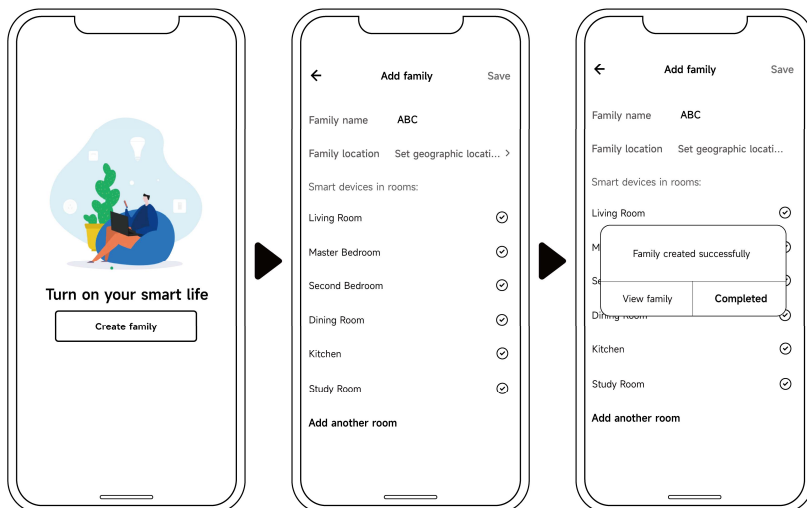 Turn on your smart life
Create family
Add family Save
Family name ABC
Family location Set geographic locati... >
Smart devices in rooms:
Living Room
Master Bedroom
Second Bedroom
Dining Room
Kitchen
Study Room
Add another room
Add family Save
Family name ABC
Family location Set geographic locati...
Smart devices in rooms:
Living Room
M
Family created successfully
Se
View family Completed
Dining Room
Kitchen
Study Room
Add another room